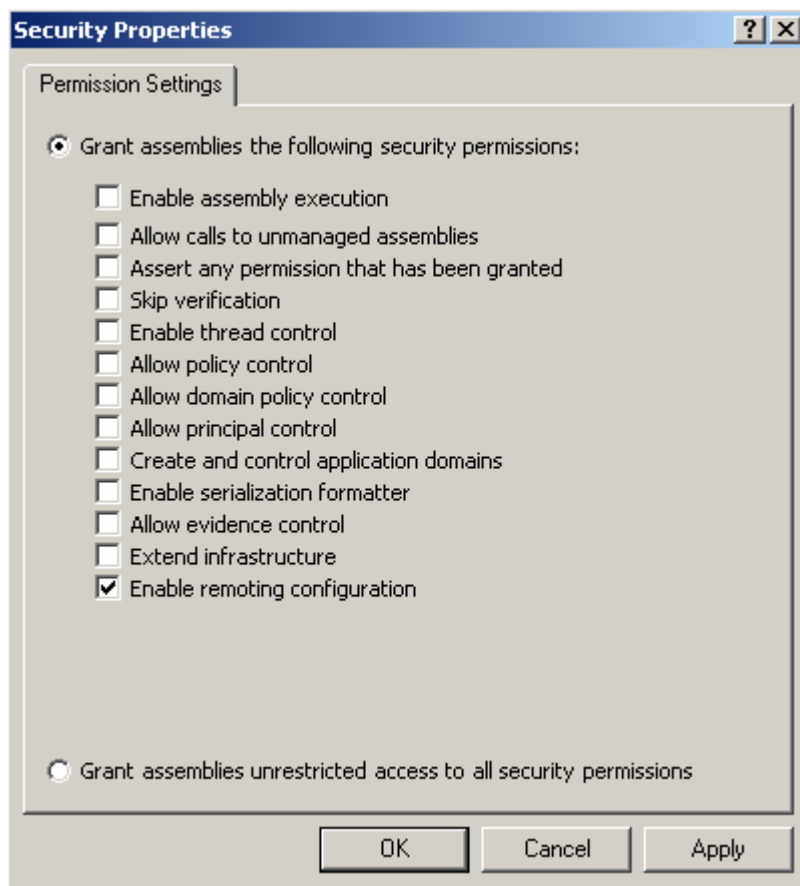 Security Properties
Permission Settings
Grant assemblies the following security permissions:
Enable assembly execution
Allow calls to unmanaged assemblies
Assert any permission that has been granted
Skip verification
Enable thread control
Allow policy control
Allow domain policy control
Allow principal control
Create and control application domains
Enable serialization formatter
Allow evidence control
Extend infrastructure
Enable remoting configuration
Grant assemblies unrestricted access to all security permissions
OK Cancel Apply